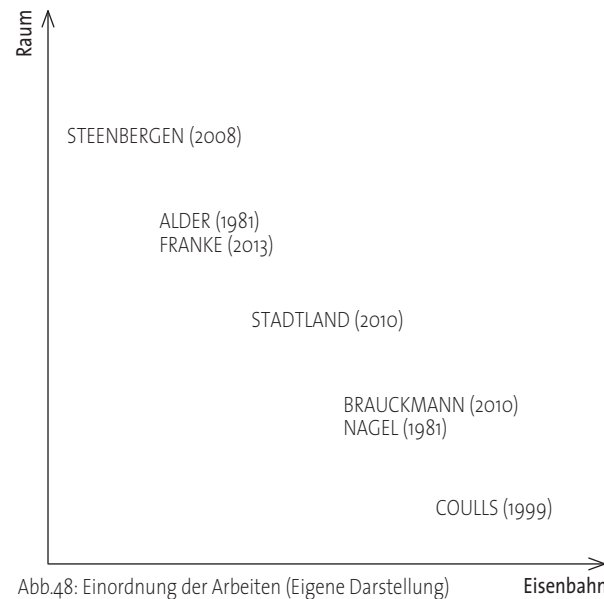 Raum
STEENBERGEN (2008)
ALDER (1981)
FRANKE (2013)
STADTLAND (2010)
BRAUCKMANN (2010)
NAGEL (1981)
COULLS (1999)
Abb.48: Einordnung der Arbeiten (Eigene Darstellung)
Eisenbahn